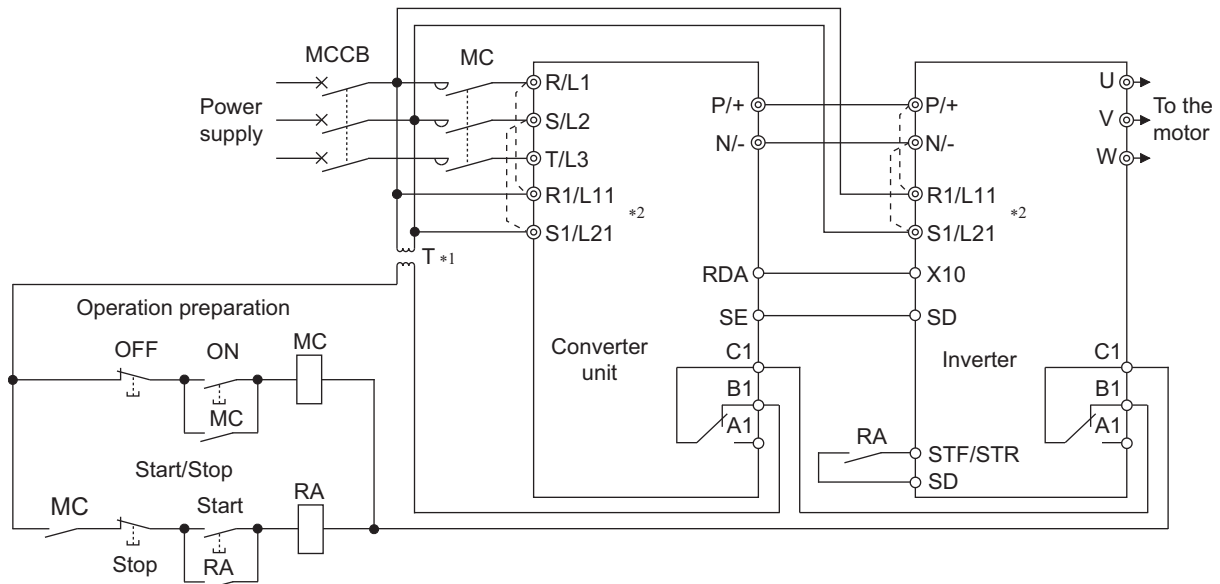 MCCB
MC
Power
supply
R/L1
S/L2
T/L3
R1/L11
*2
S1/L21
T *1
P/+
N/-
P/+
N/-
R1/L11
*2
S1/L21
U
V
W
To the
motor
RDA
X10
SE
SD
Converter
unit
C1
B1
A1
Inverter
C1
B1
A1
RA
STF/STR
SD
Operation preparation
OFF
ON
MC
MC
Start/Stop
MC
Start
RA
Stop
RA